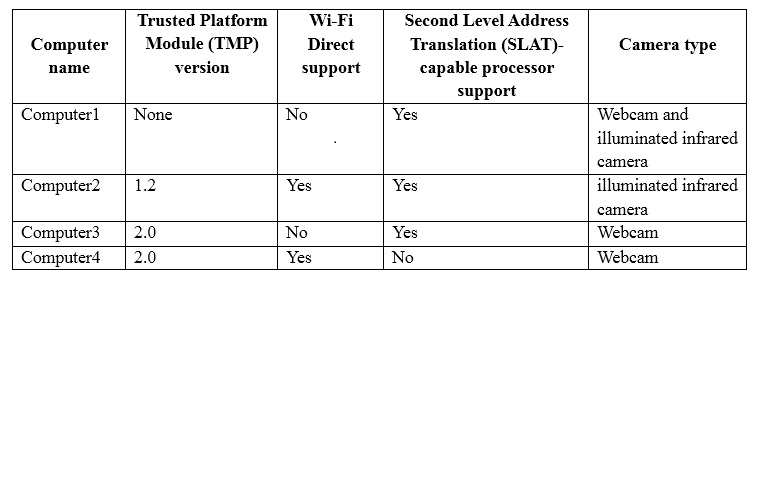 Computer name
Trusted Platform Module (TMP) version
Wi-Fi Direct support
Second Level Address Translation (SLAT)-capable processor support
Camera type
Computer1 None No Yes Webcam and illuminated infrared camera
Computer2 1.2 Yes Yes illuminated infrared camera
Computer3 2.0 No Yes Webcam
Computer4 2.0 Yes No Webcam